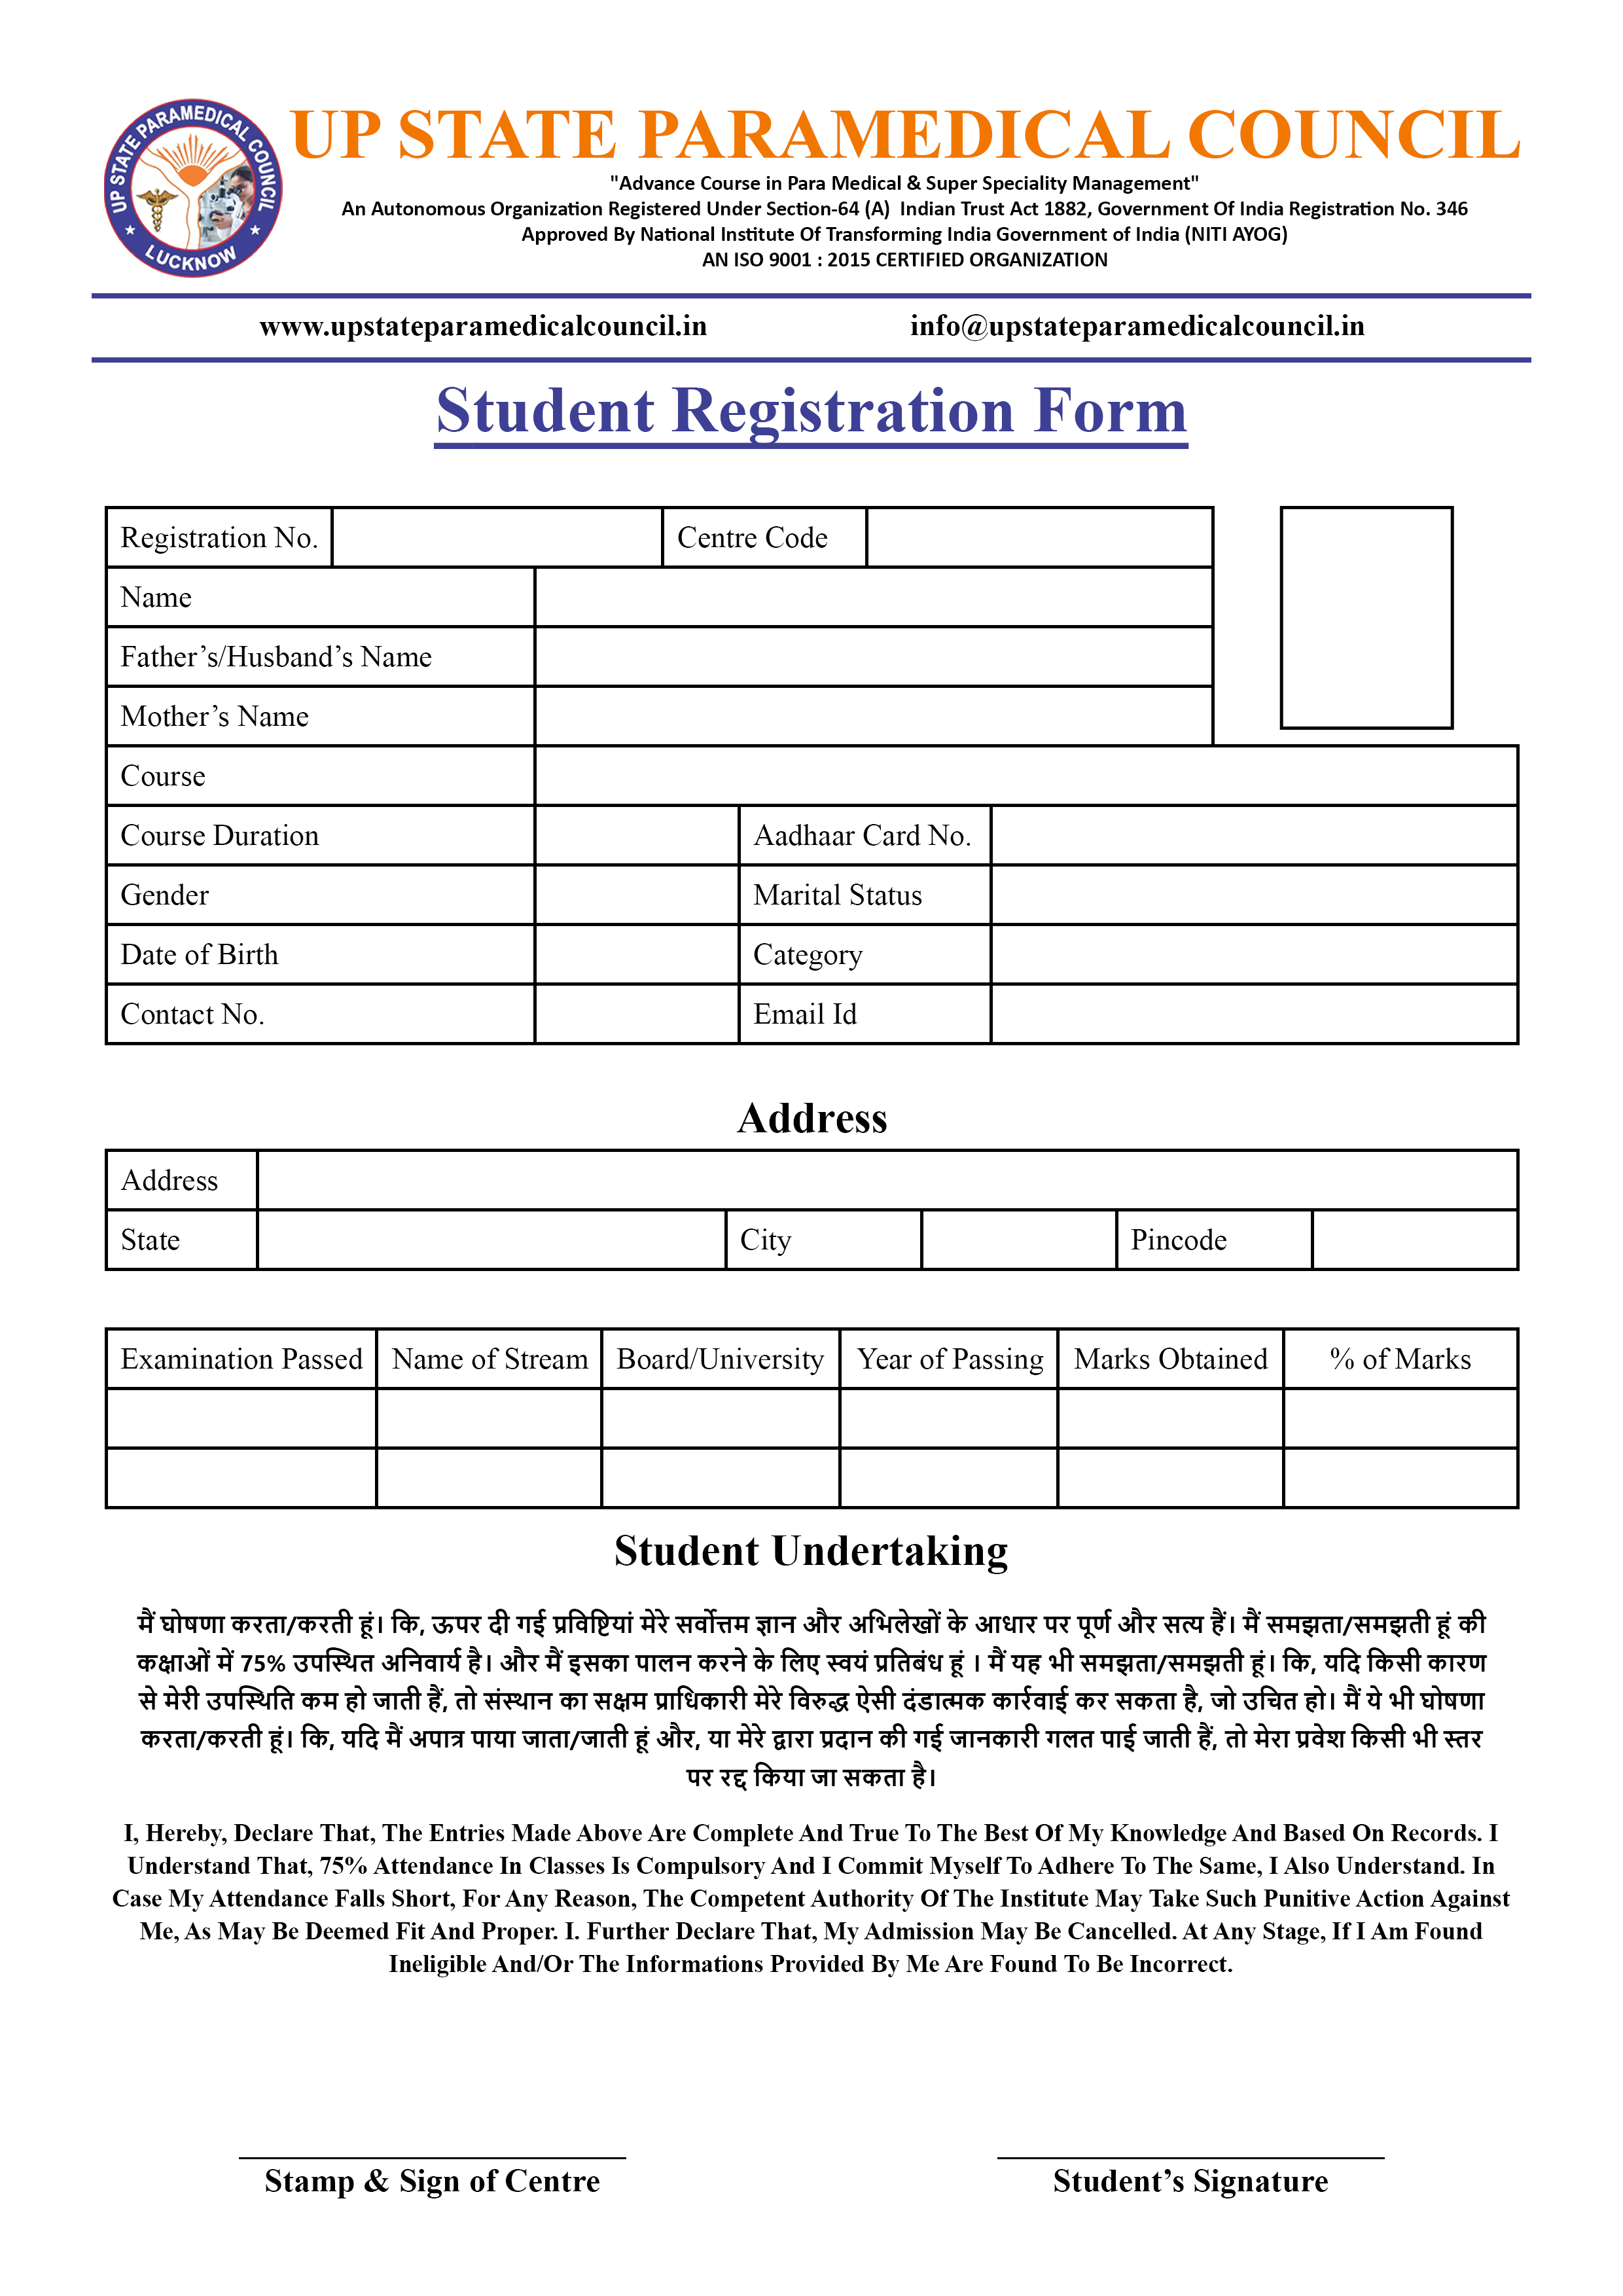 UP STATE PARAMEDICAL COUNCIL
LUCKNOW
UP STATE PARAMEDICAL COUNCIL
"Advance Course in Para Medical & Super Speciality Management"
An Autonomous Organization Registered Under Section-64 (A)  Indian Trust Act 1882, Government Of India Registration No. 346
Approved By National Institute Of Transforming India Government of India (NITI AYOG)
AN ISO 9001 : 2015 CERTIFIED ORGANIZATION
www.upstateparamedicalcouncil.in info@upstateparamedicalcouncil.in
Student Registration Form
Registration No. Centre Code
Name
Father’s/Husband’s Name
Mother’s Name
Course
Course Duration Aadhaar Card No.
Gender Marital Status
Date of Birth Category
Contact No. Email Id
Address
Address
State City Pincode
Examination Passed Name of Stream Board/University Year of Passing Marks Obtained % of Marks
Student Undertaking
मैं घोषणा करता/करती हूं। कि, ऊपर दी गई प्रविष्टियां मेरे सर्वोत्तम ज्ञान और अभिलेखों के आधार पर पूर्ण और सत्य हैं। मैं समझता/समझती हूं की
कक्षाओं में 75% उपस्थित अनिवार्य है। और मैं इसका पालन करने के लिए स्वयं प्रतिबंध हूं । मैं यह भी समझता/समझती हूं। कि, यदि किसी कारण
से मेरी उपस्थिति कम हो जाती हैं, तो संस्थान का सक्षम प्राधिकारी मेरे विरुद्ध ऐसी दंडात्मक कार्रवाई कर सकता है, जो उचित हो। मैं ये भी घोषणा
करता/करती हूं। कि, यदि मैं अपात्र पाया जाता/जाती हूं और, या मेरे द्वारा प्रदान की गई जानकारी गलत पाई जाती हैं, तो मेरा प्रवेश किसी भी स्तर
पर रद्द किया जा सकता है।
I, Hereby, Declare That, The Entries Made Above Are Complete And True To The Best Of My Knowledge And Based On Records. I
Understand That, 75% Attendance In Classes Is Compulsory And I Commit Myself To Adhere To The Same, I Also Understand. In
Case My Attendance Falls Short, For Any Reason, The Competent Authority Of The Institute May Take Such Punitive Action Against
Me, As May Be Deemed Fit And Proper. I. Further Declare That, My Admission May Be Cancelled. At Any Stage, If I Am Found
Ineligible And/Or The Informations Provided By Me Are Found To Be Incorrect.
Stamp & Sign of Centre Student’s Signature